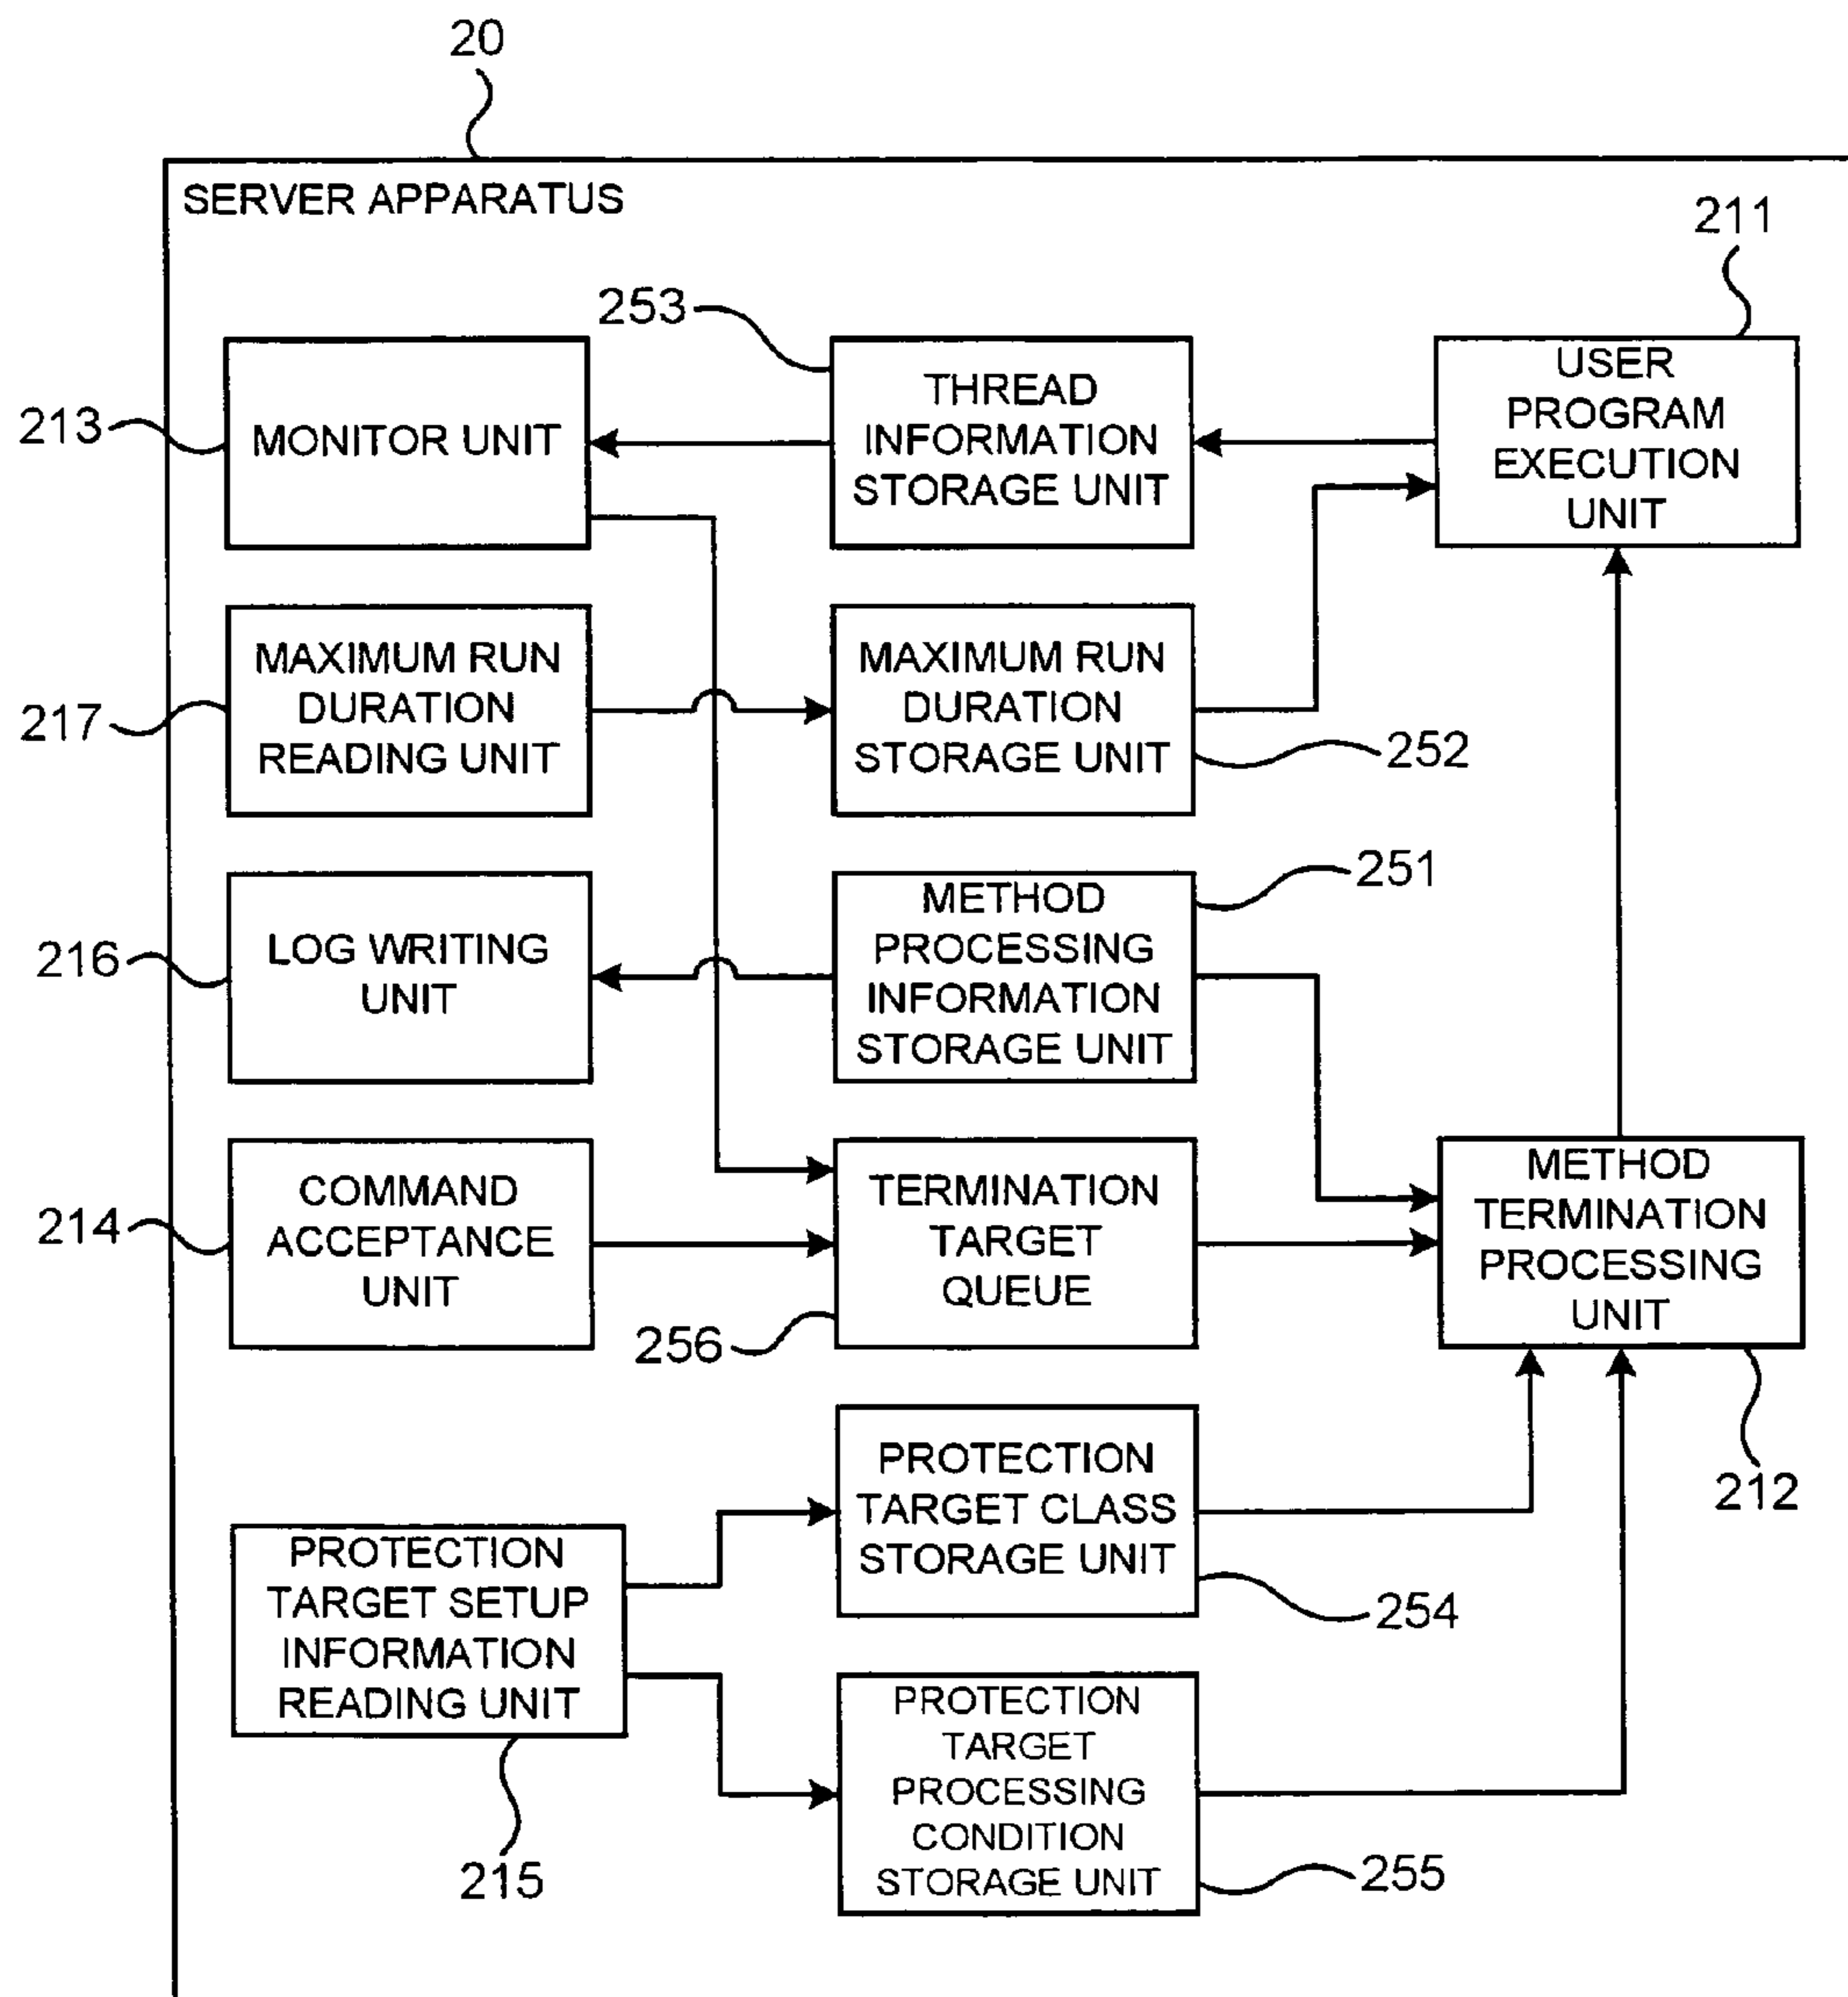 20
SERVER APPARATUS
211
253
213
MONITOR UNIT
THREAD
INFORMATION
STORAGE UNIT
USER
PROGRAM
EXECUTION
UNIT
217
MAXIMUM RUN
DURATION
READING UNIT
MAXIMUM RUN
DURATION
STORAGE UNIT
252
216
LOG WRITING
UNIT
METHOD
PROCESSING
INFORMATION
STORAGE UNIT
251
214
COMMAND
ACCEPTANCE
UNIT
TERMINATION
TARGET
QUEUE
256
METHOD
TERMINATION
PROCESSING
UNIT
212
PROTECTION
TARGET SETUP
INFORMATION
READING UNIT
215
PROTECTION
TARGET CLASS
STORAGE UNIT
254
PROTECTION
TARGET
PROCESSING
CONDITION
STORAGE UNIT
255